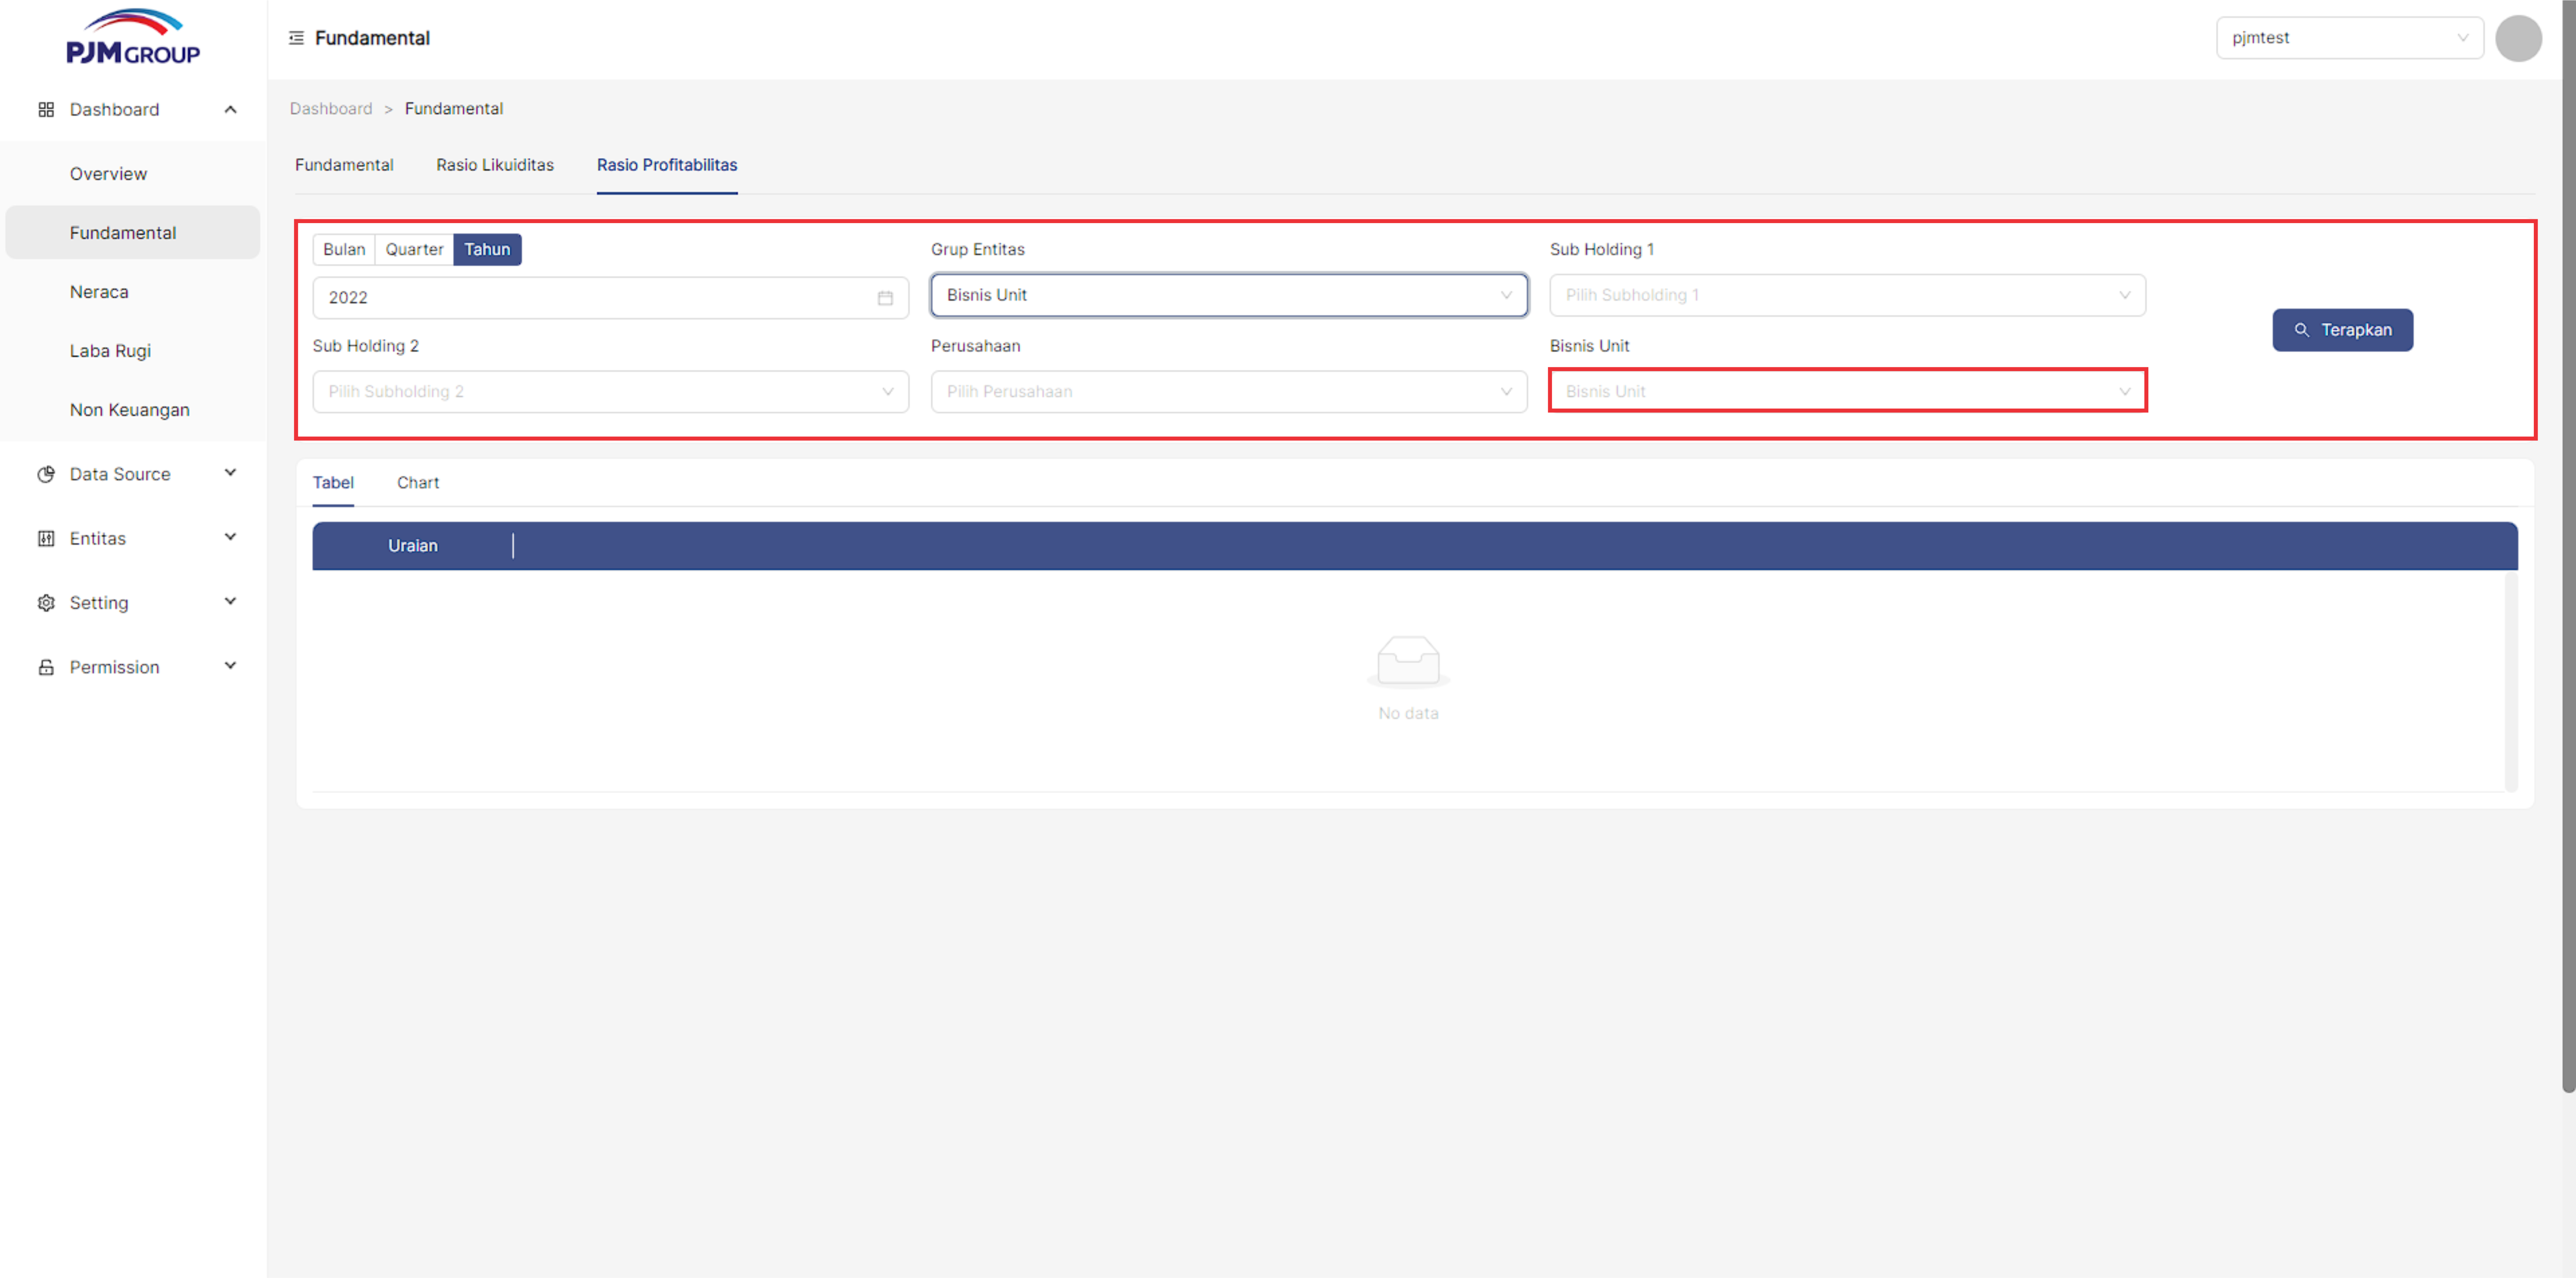 PJM GROUP
Fundamental
pjmtest
Dashboard
Overview
Fundamental
Neraca
Laba Rugi
Non Keuangan
Data Source
Entitas
Setting
Permission
Dashboard > Fundamental
Fundamental Rasio Likuiditas Rasio Profitabilitas
Bulan Quarter Tahun
2022
Grup Entitas
Bisnis Unit
Sub Holding 1
Pilih Subholding 1
Sub Holding 2
Pilih Subholding 2
Perusahaan
Pilih Perusahaan
Bisnis Unit
Bisnis Unit
Terapkan
Tabel Chart
Uraian
No data